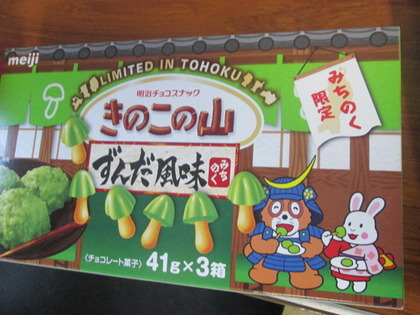 meiji
LIMITED IN TOHOKU
明治チョコスナック
きのこの山
みちのく
限定
ずんだ風味
みちのく
〈チョコレート菓子〉 41g×3箱